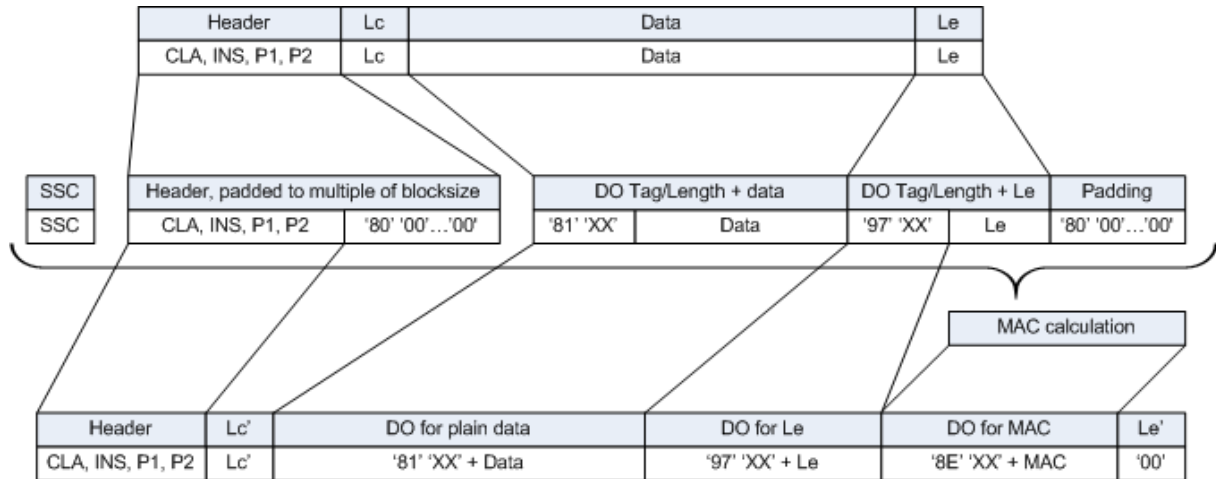 Header Lc Data Le
CLA, INS, P1, P2 Lc Data Le
SSC Header, padded to multiple of blocksize DO Tag/Length + data DO Tag/Length + Le Padding
SSC CLA, INS, P1, P2 '80' '00'…'00' '81' 'XX' Data '97' 'XX' Le '80' '00'…'00'
MAC calculation
Header Lc' DO for plain data DO for Le DO for MAC Le'
CLA, INS, P1, P2 Lc' '81' 'XX' + Data '97' 'XX' + Le '8E' 'XX' + MAC '00'